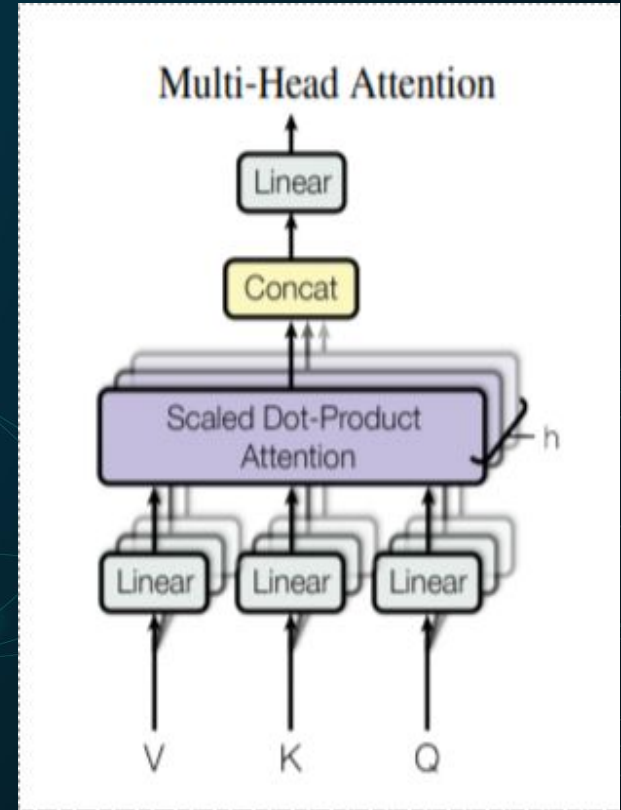 Multi-Head Attention
Linear
Concat
Scaled Dot-Product
Attention
h
Linear Linear Linear
V K Q